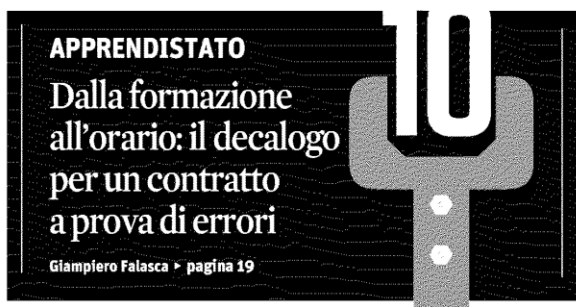 10
APPRENDISTATO
Dalla formazione
all'orario: il decalogo
per un contratto
a prova di errori
Giampiero Falasca ▸ pagina 19